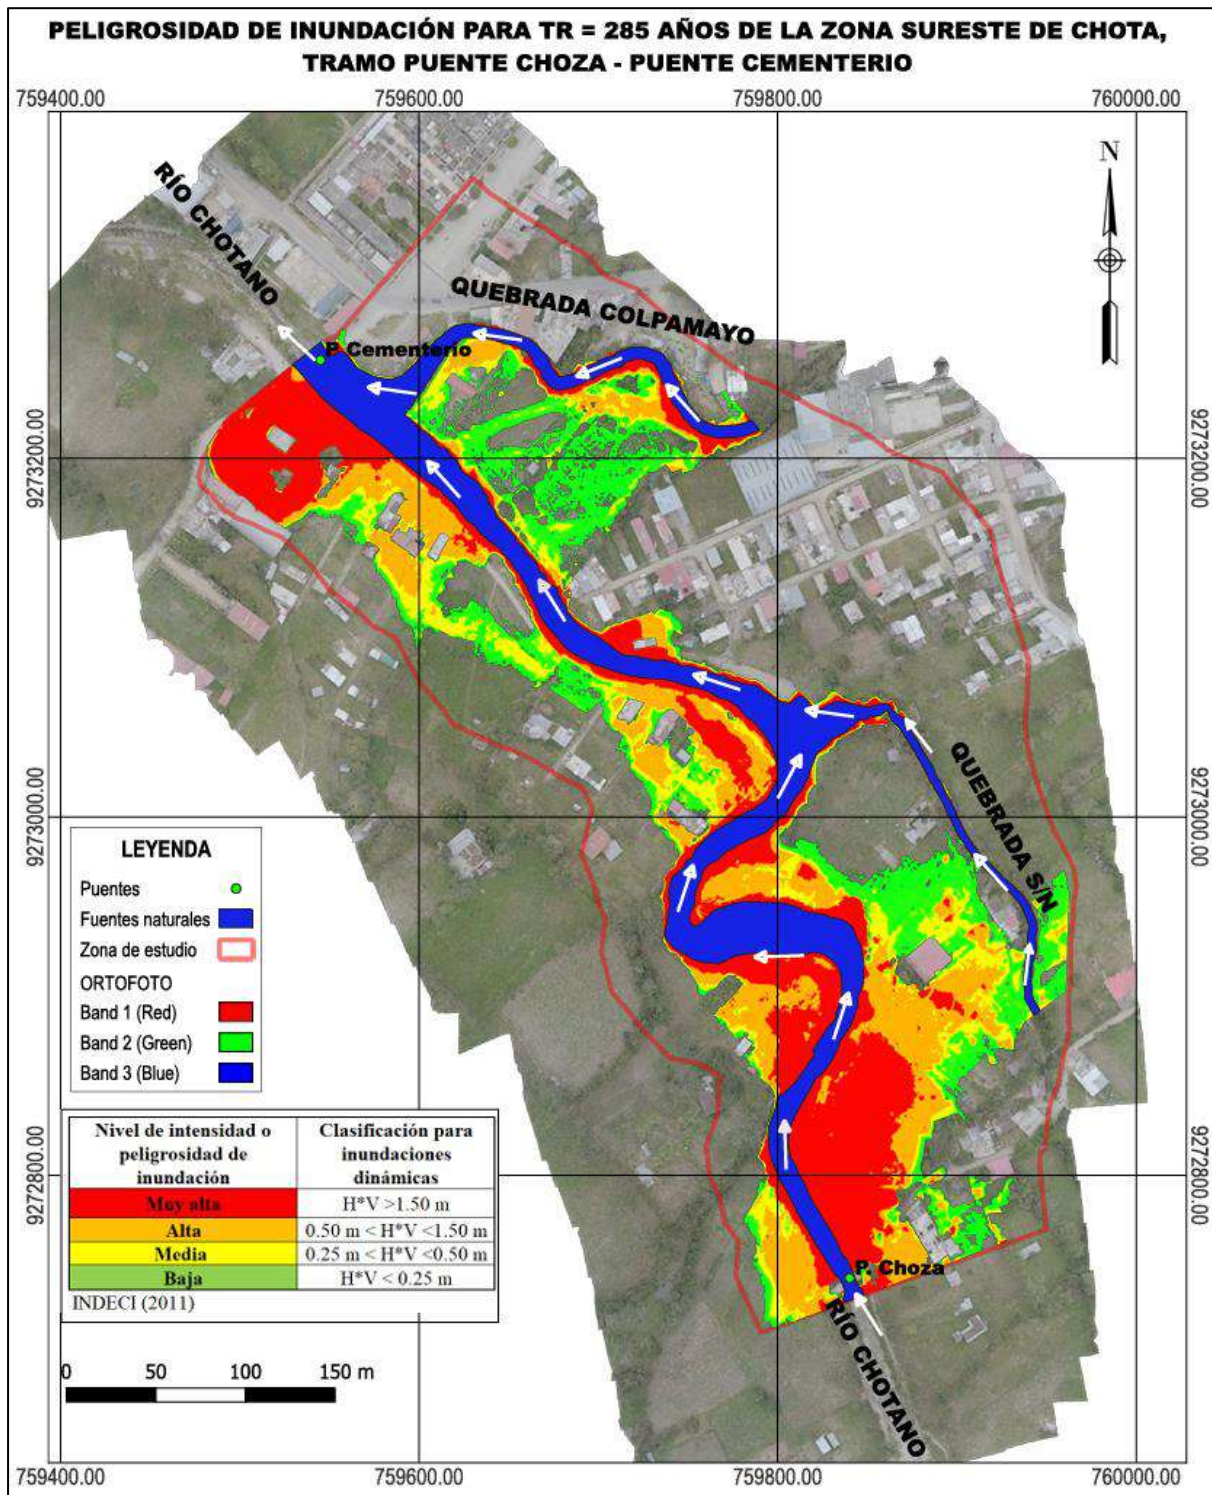 PELIGROSIDAD DE INUNDACIÓN PARA TR = 285 AÑOS DE LA ZONA SURESTE DE CHOTA,
TRAMO PUENTE CHOZA - PUENTE CEMENTERIO
759400.00
759600.00
759800.00
760000.00
N
RÍO CHOTANO
QUEBRADA COLPAMAYO
P. Cementerio
9273200.00
9273200.00
QUEBRADA S/N
9273000.00
9273000.00
LEYENDA
Puentes
Fuentes naturales
Zona de estudio
ORTOFOTO
Band 1 (Red)
Band 2 (Green)
Band 3 (Blue)
9272800.00
9272800.00
Nivel de intensidad o
peligrosidad de
inundación
Clasificación para
inundaciones
dinámicas
Muy alta
H*V >1.50 m
Alta
0.50 m < H*V <1.50 m
Media
0.25 m < H*V <0.50 m
Baja
H*V < 0.25 m
INDECI (2011)
P. Choza
RÍO CHOTANO
0
50
100
150 m
759400.00
759600.00
759800.00
760000.00